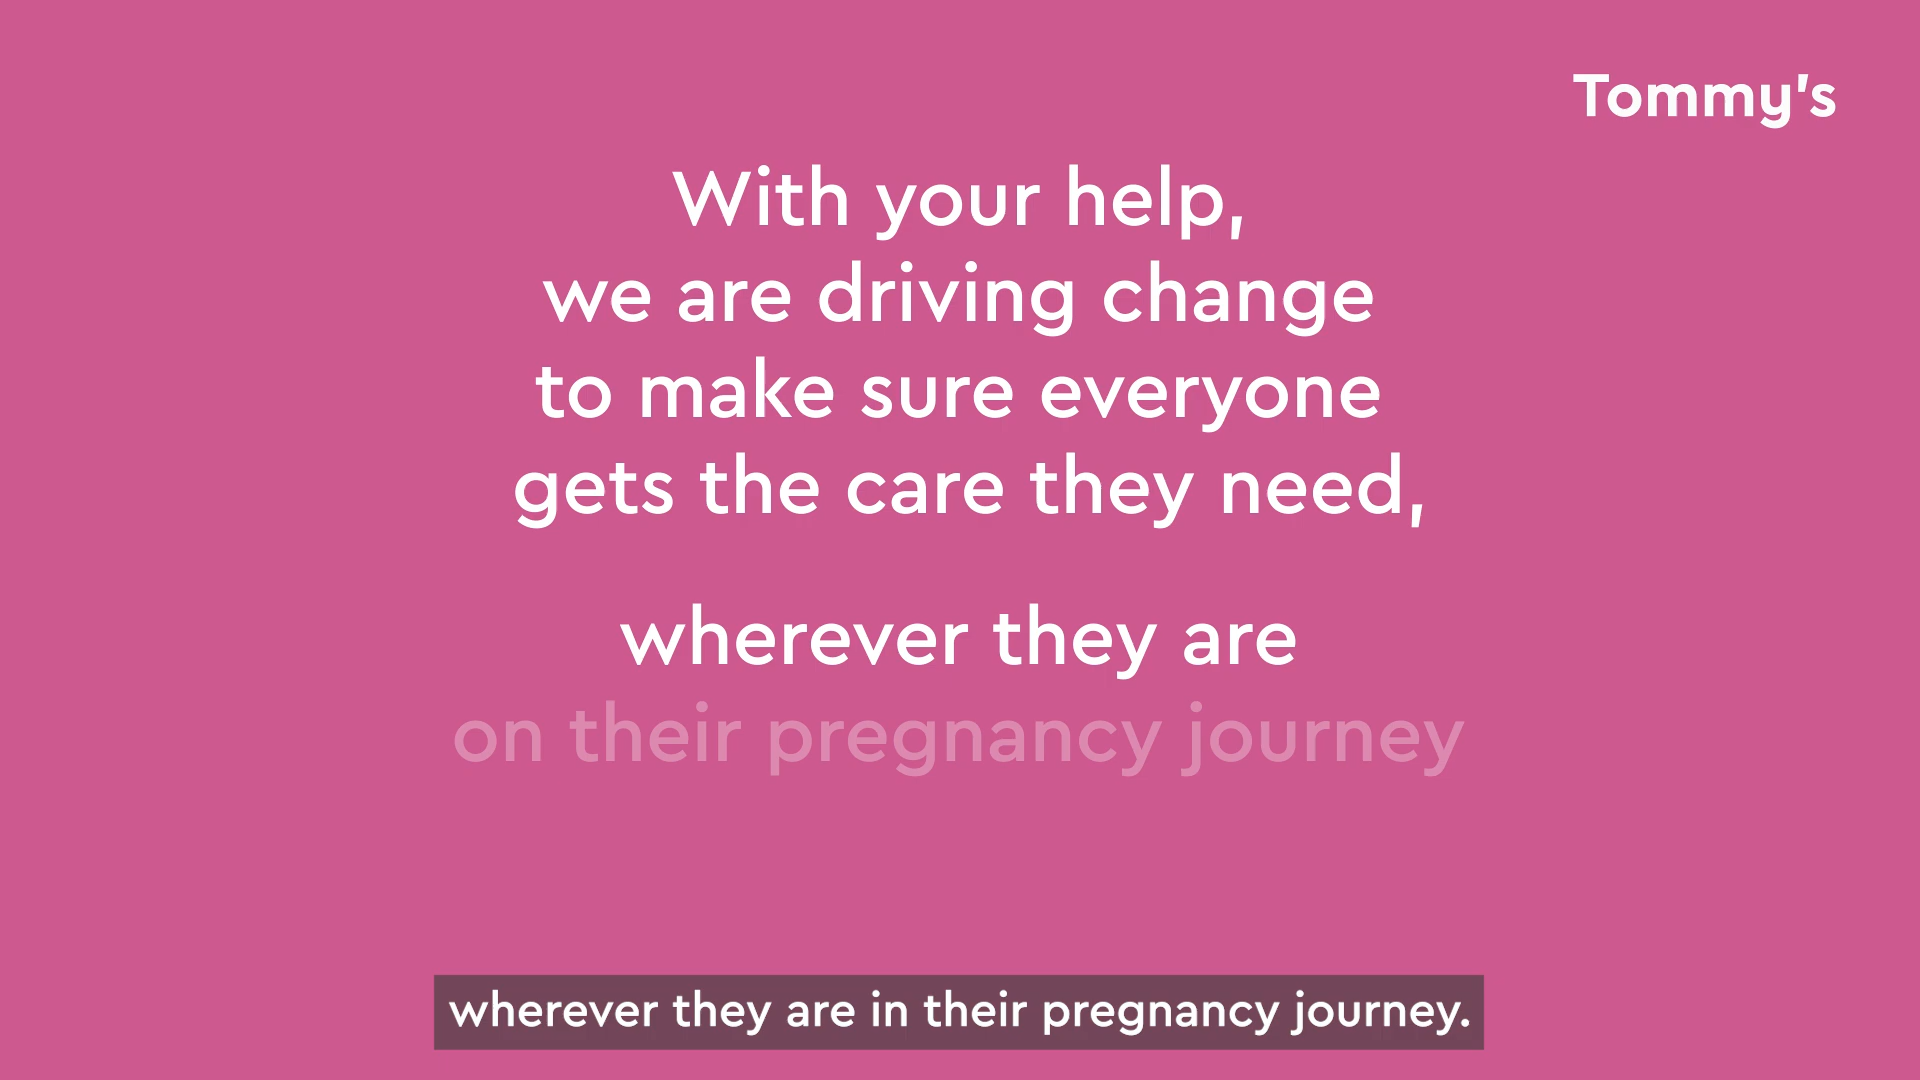 Tommy's
With your help,
we are driving change
to make sure everyone
gets the care they need,
wherever they are
on their pregnancy journey
wherever they are in their pregnancy journey.